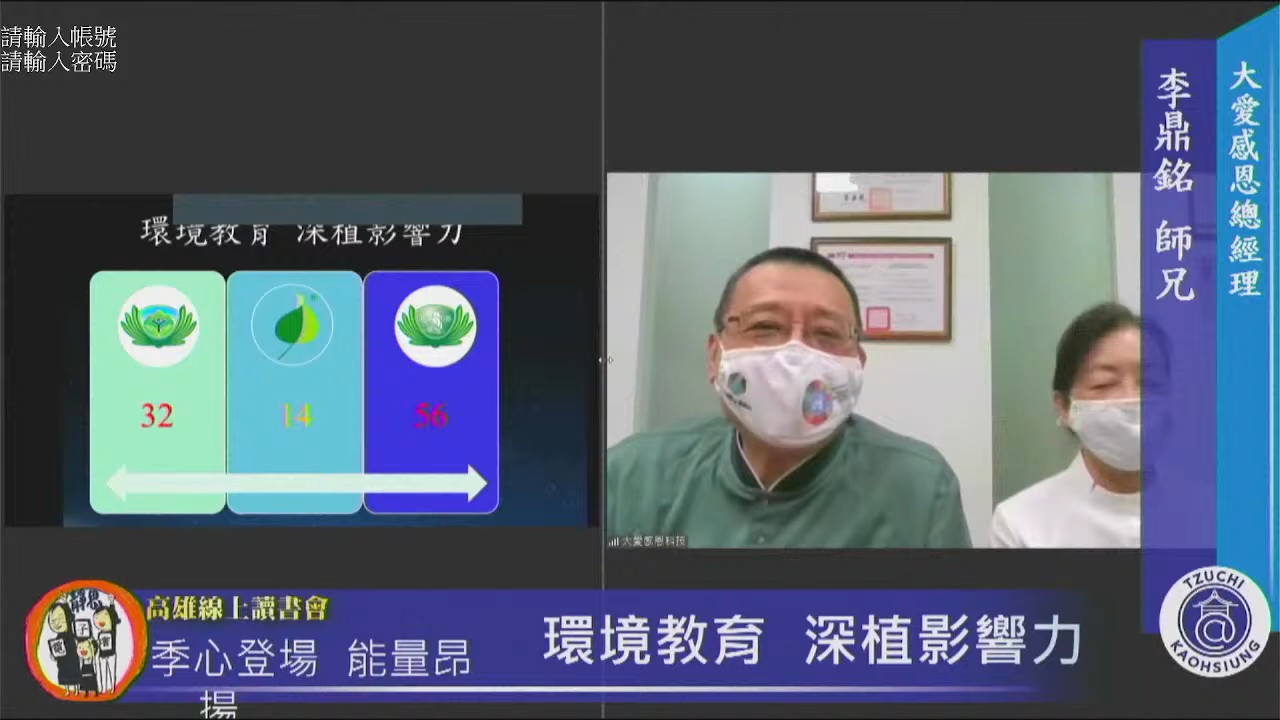 請輸入帳號
請輸入密碼
環境教育 深植影響力
32
14
56
大愛感恩科技
大愛感恩總經理
李鼎銘 師兄
高雄線上讀書會
季心登場 能量昂
揚
環境教育 深植影響力
TZUCHI
KAOHSIUNG